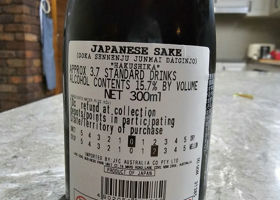 JAPANESE SAKE
(GOKA SENNENJU JUNMAI DAIGINJO)
"HAKUSHIKA"
APPROX 3.7 STANDARD DRINKS
ALCOHOL CONTENTS 15.7% BY VOLUME
NET 300ml
10c refund at collection
depots/points in participating
State/Territory of purchase
IMPORTED BY JFC AUSTRALIA CO PTY LTD
PRODUCT OF JAPAN